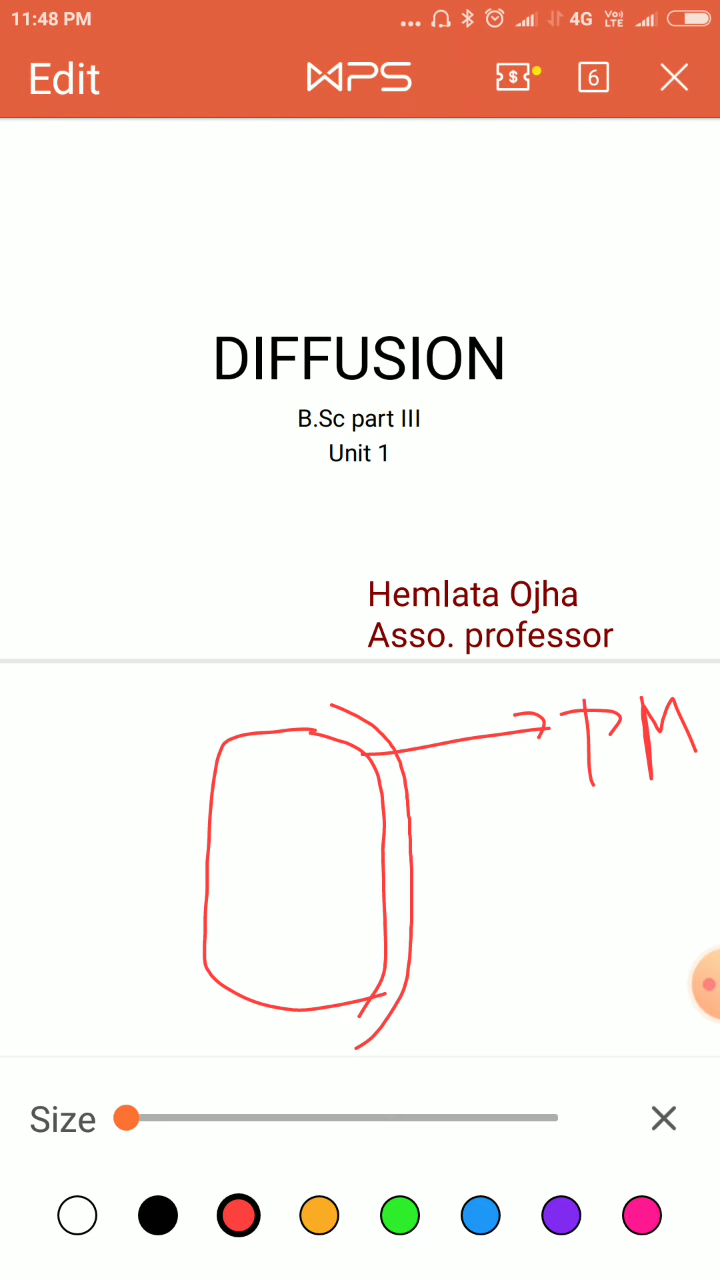 11:48 PM 4G VoLTE
Edit WPS 6
DIFFUSION
B.Sc part III
Unit 1
Hemlata Ojha
Asso. professor
PM
Size